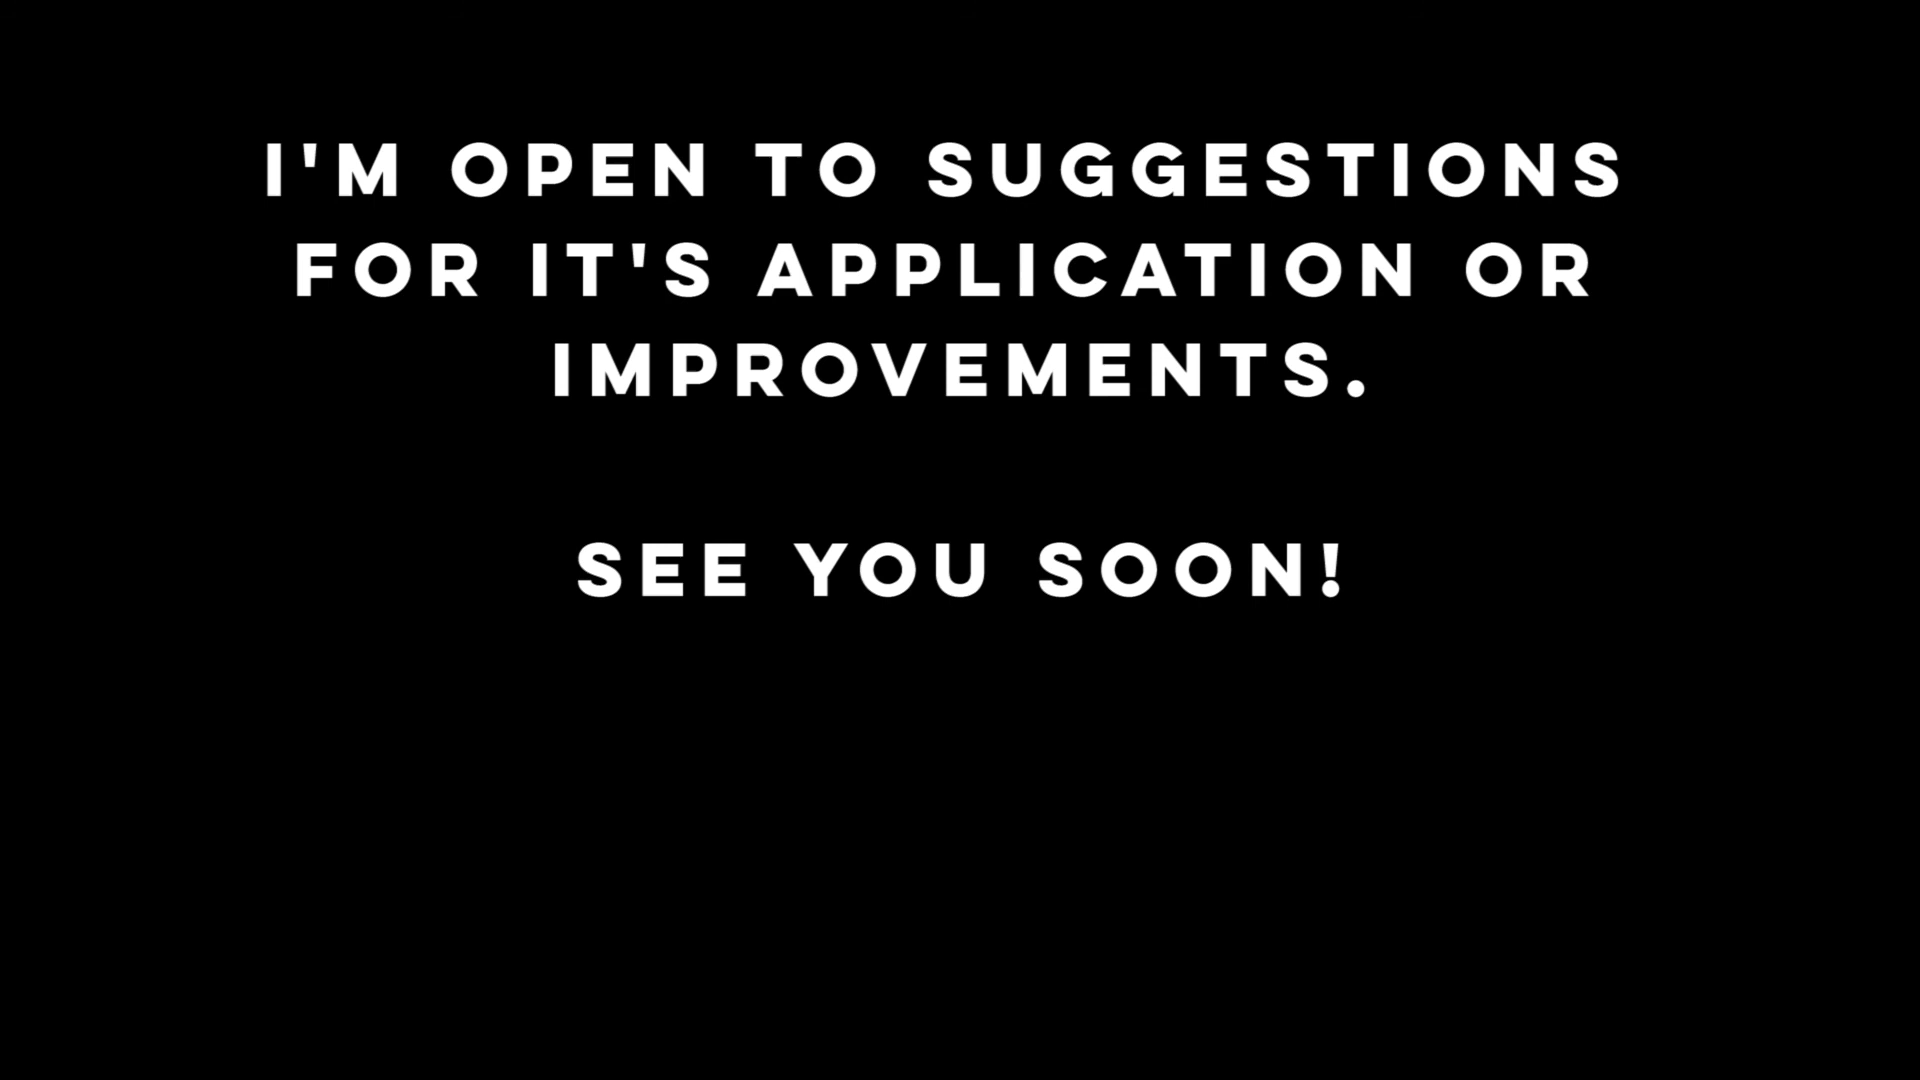 I'M OPEN TO SUGGESTIONS
FOR IT'S APPLICATION OR
IMPROVEMENTS.
SEE YOU SOON!